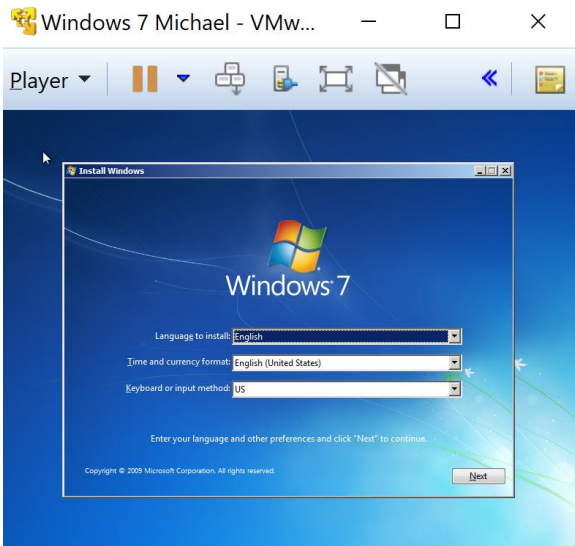 Windows 7 Michael - VMw...
Player
Install Windows
Windows 7
Language to install: English
Time and currency format: English (United States)
Keyboard or input method: US
Enter your language and other preferences and click "Next" to continue.
Copyright © 2009 Microsoft Corporation. All rights reserved.
Next